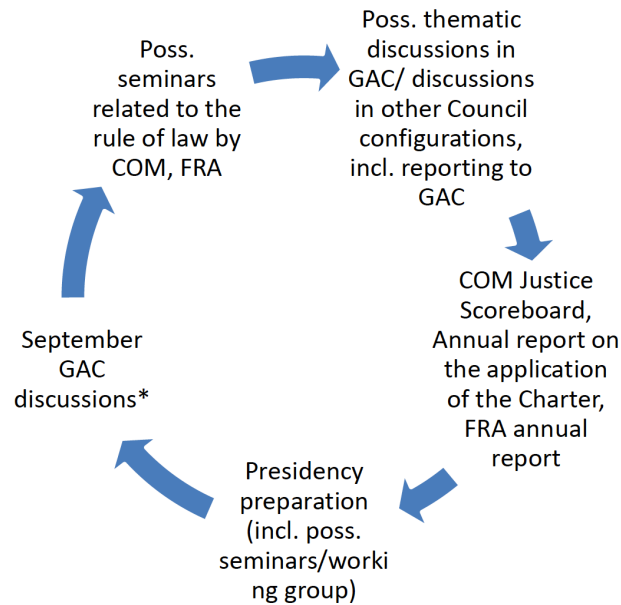 Poss.
seminars
related to the
rule of law by
COM, FRA
Poss. thematic
discussions in
GAC/ discussions
in other Council
configurations,
incl. reporting to
GAC
COM Justice
Scoreboard,
Annual report on
the application
of the Charter,
FRA annual
report
Presidency
preparation
(incl. poss.
seminars/worki
ng group)
September
GAC
discussions*